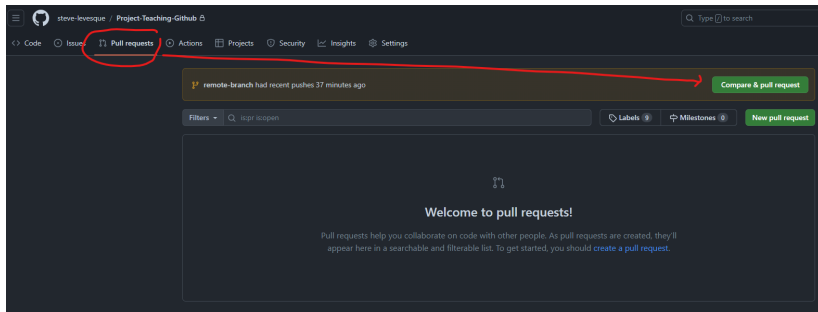 steve-levesque / Project-Teaching-Github
Type / to search
Code Issues Pull requests Actions Projects Security Insights Settings
remote-branch had recent pushes 37 minutes ago
Compare & pull request
Filters is:pr is:open Labels 9 Milestones 0 New pull request
Welcome to pull requests!
Pull requests help you collaborate on code with other people. As pull requests are created, they'll
appear here in a searchable and filterable list. To get started, you should create a pull request.